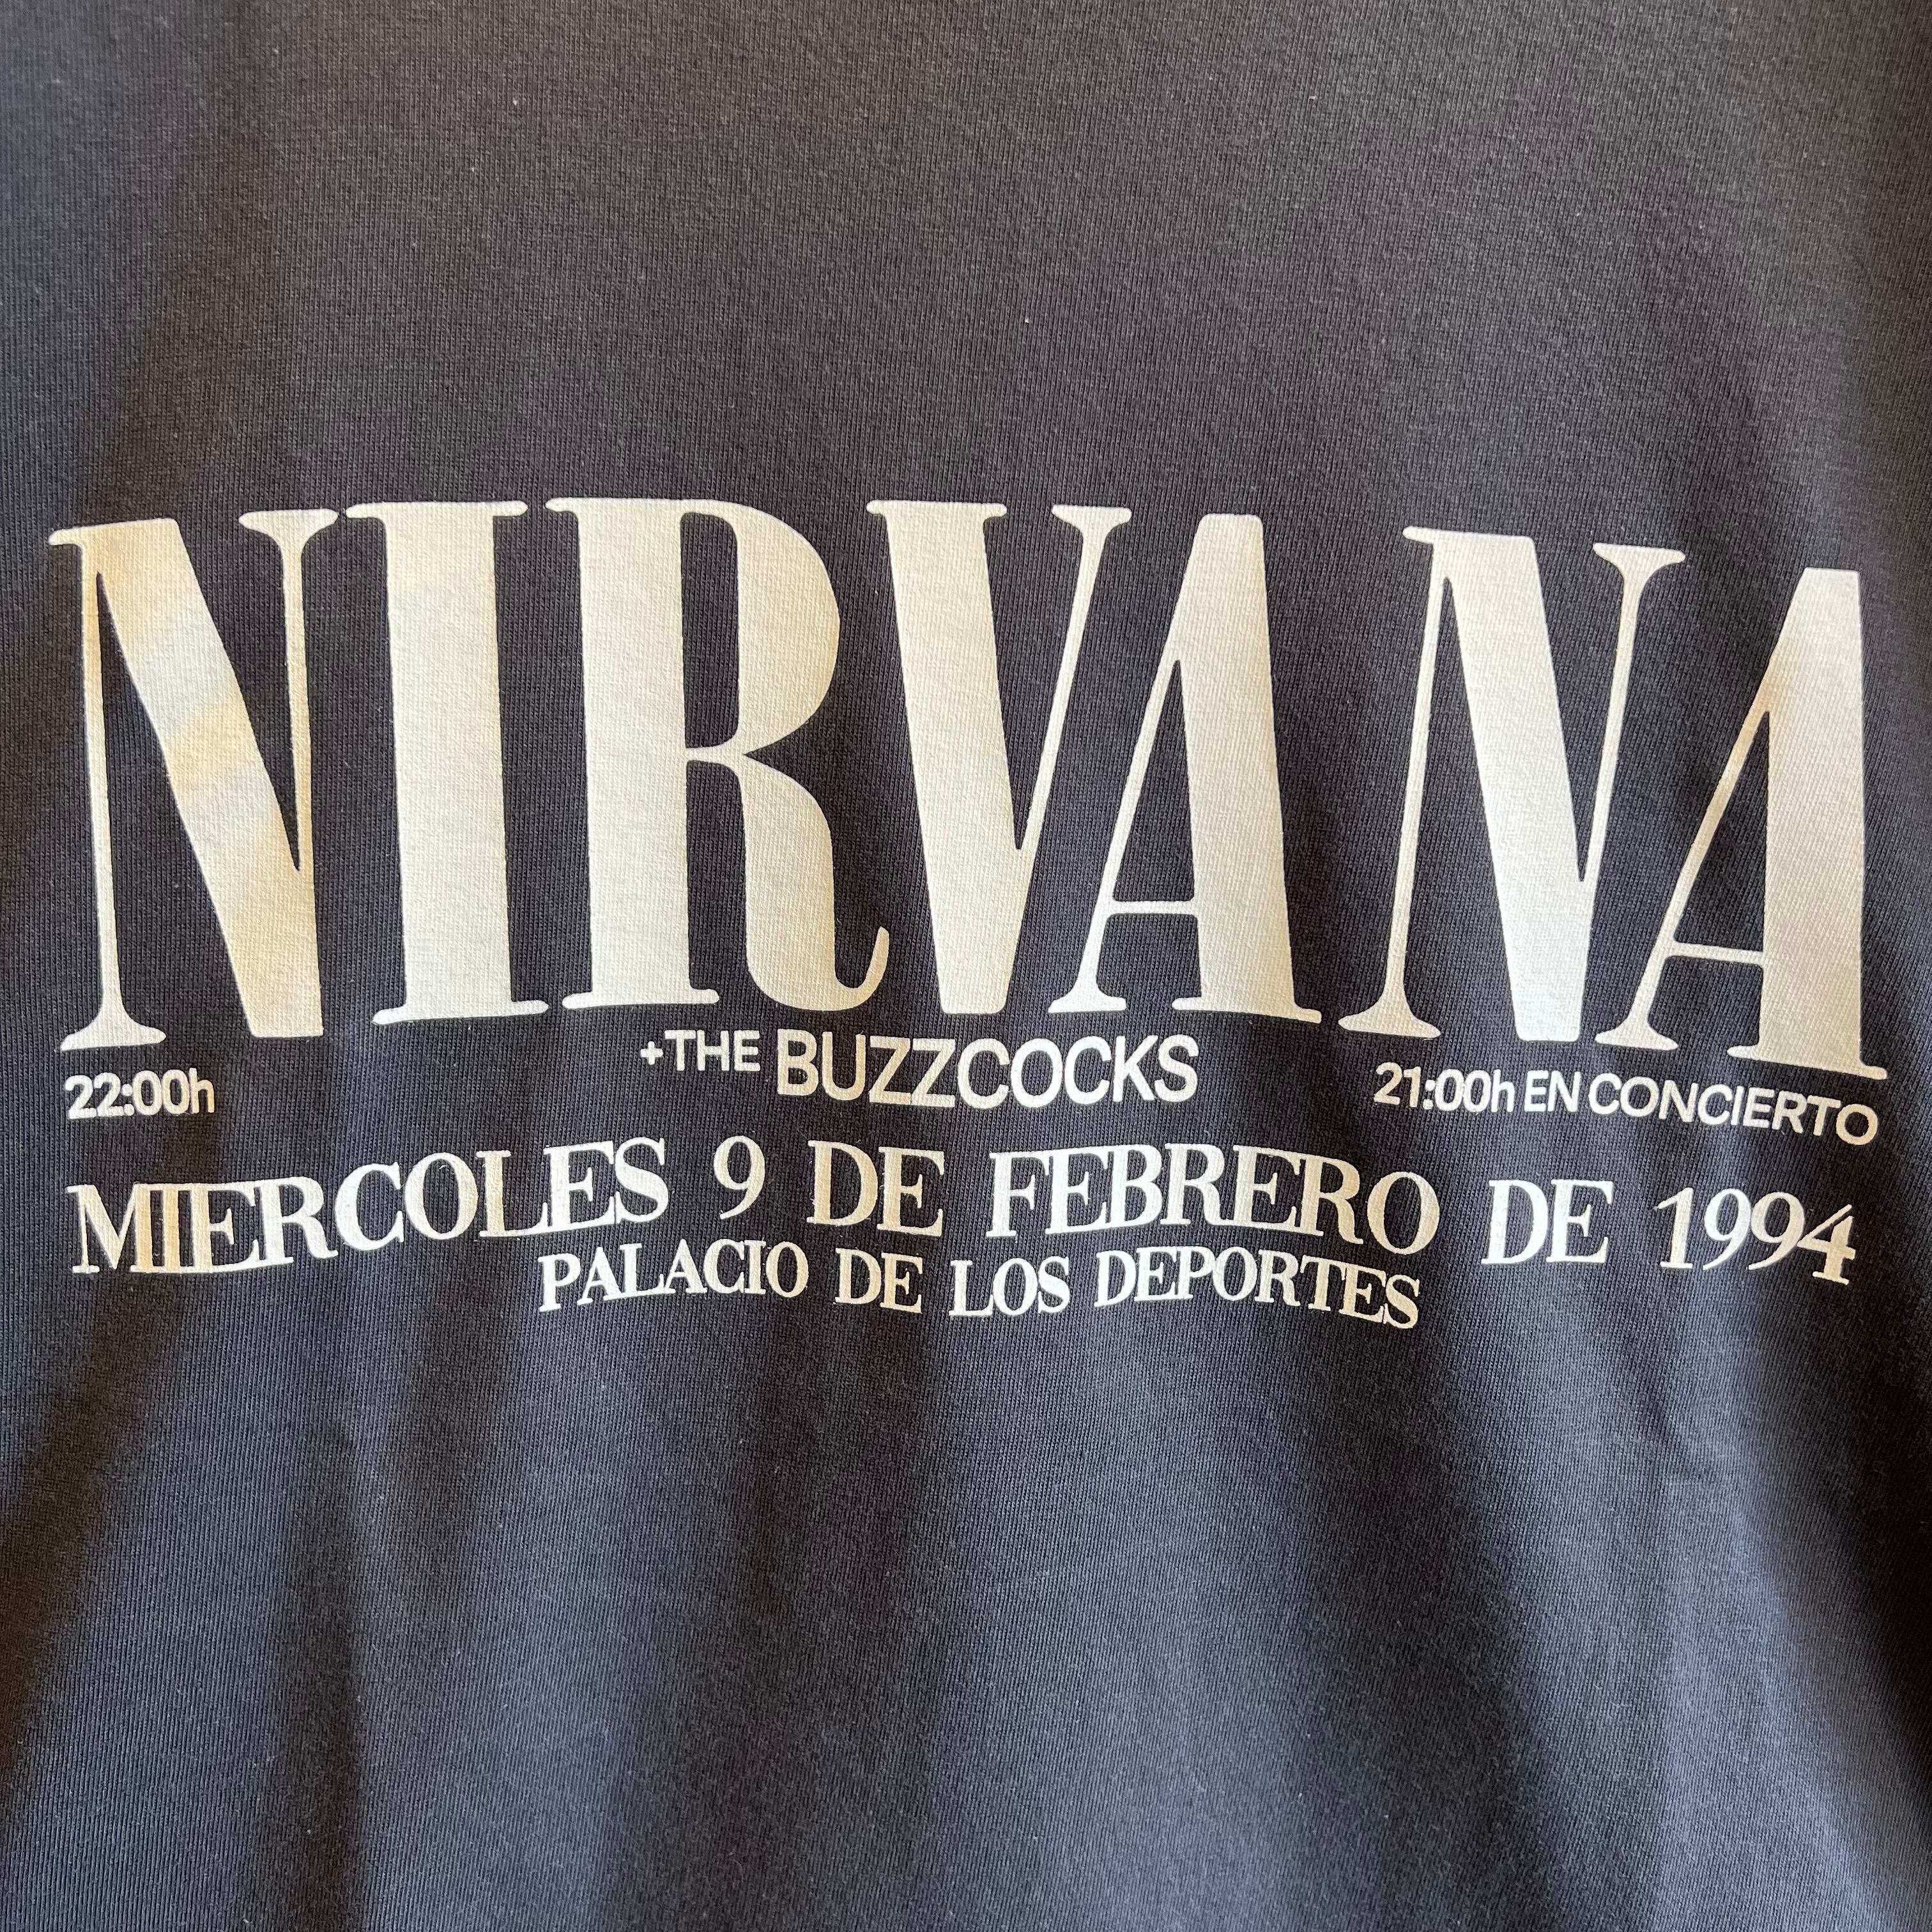 NIRVANA
+THE BUZZCOCKS
22:00h
21:00h EN CONCIERTO
MIERCOLES 9 DE FEBRERO DE 1994
PALACIO DE LOS DEPORTES